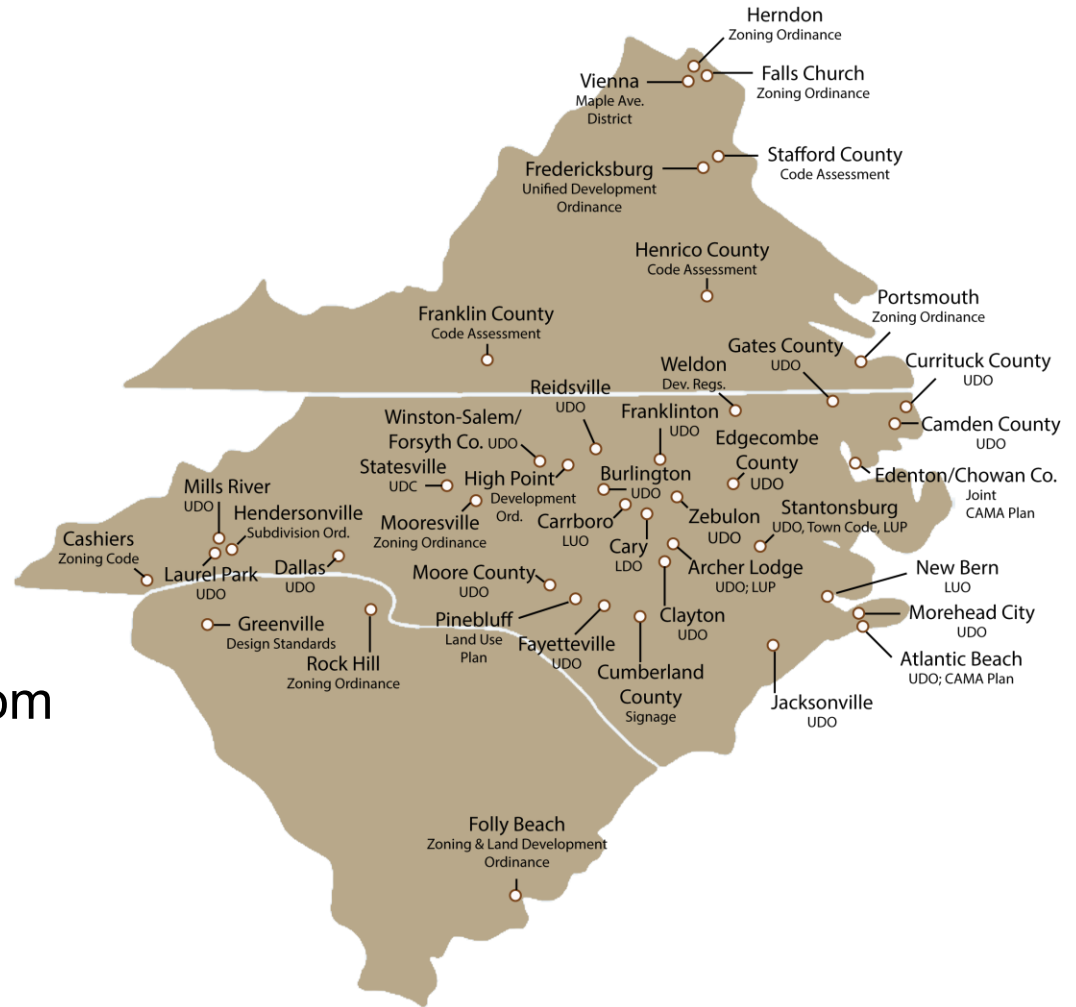 Herndon
Zoning Ordinance
Vienna
Maple Ave.
District
Falls Church
Zoning Ordinance
Stafford County
Code Assessment
Fredericksburg
Unified Development
Ordinance
Henrico County
Code Assessment
Franklin County
Code Assessment
Portsmouth
Zoning Ordinance
Gates County
UDO
Currituck County
UDO
Weldon
Dev. Regs.
Reidsville
UDO
Franklinton
UDO
Winston-Salem/
Forsyth Co. UDO
Camden County
UDO
Edgecombe
County
UDO
Statesville
UDC
High Point
Development
Ord.
Burlington
UDO
Edenton/Chowan Co.
Joint
CAMA Plan
Mills River
UDO
Hendersonville
Subdivision Ord.
Mooresville
Zoning Ordinance
Carrboro
LUO
Zebulon
UDO
Stantonsburg
UDO, Town Code, LUP
Cashiers
Zoning Code
Laurel Park
UDO
Dallas
UDO
Cary
LDO
Archer Lodge
UDO; LUP
Moore County
UDO
New Bern
LUO
Greenville
Design Standards
Pinebluff
Land Use
Plan
Clayton
UDO
Morehead City
UDO
Rock Hill
Zoning Ordinance
Fayetteville
UDO
Cumberland
County
Signage
Atlantic Beach
UDO; CAMA Plan
om
Jacksonville
UDO
Folly Beach
Zoning & Land Development
Ordinance